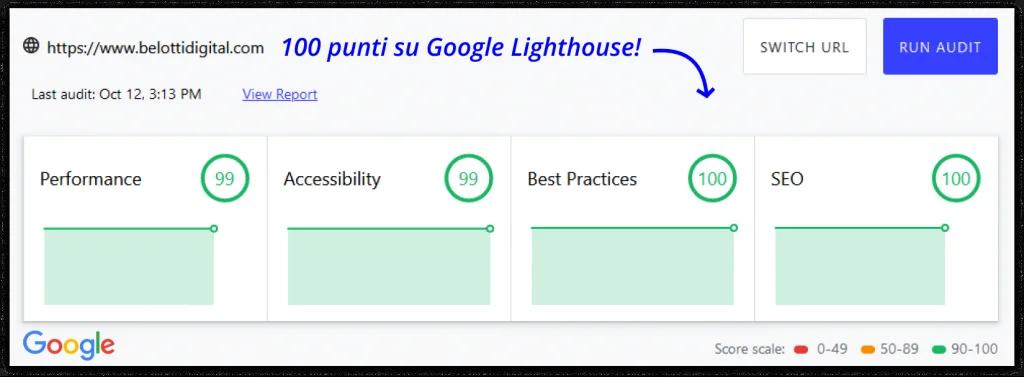 https://www.belottidigital.com
100 punti su Google Lighthouse!
SWITCH URL
RUN AUDIT
Last audit: Oct 12, 3:13 PM
View Report
Performance
99
Accessibility
99
Best Practices
100
SEO
100
Google
Score scale: 0-49 50-89 90-100